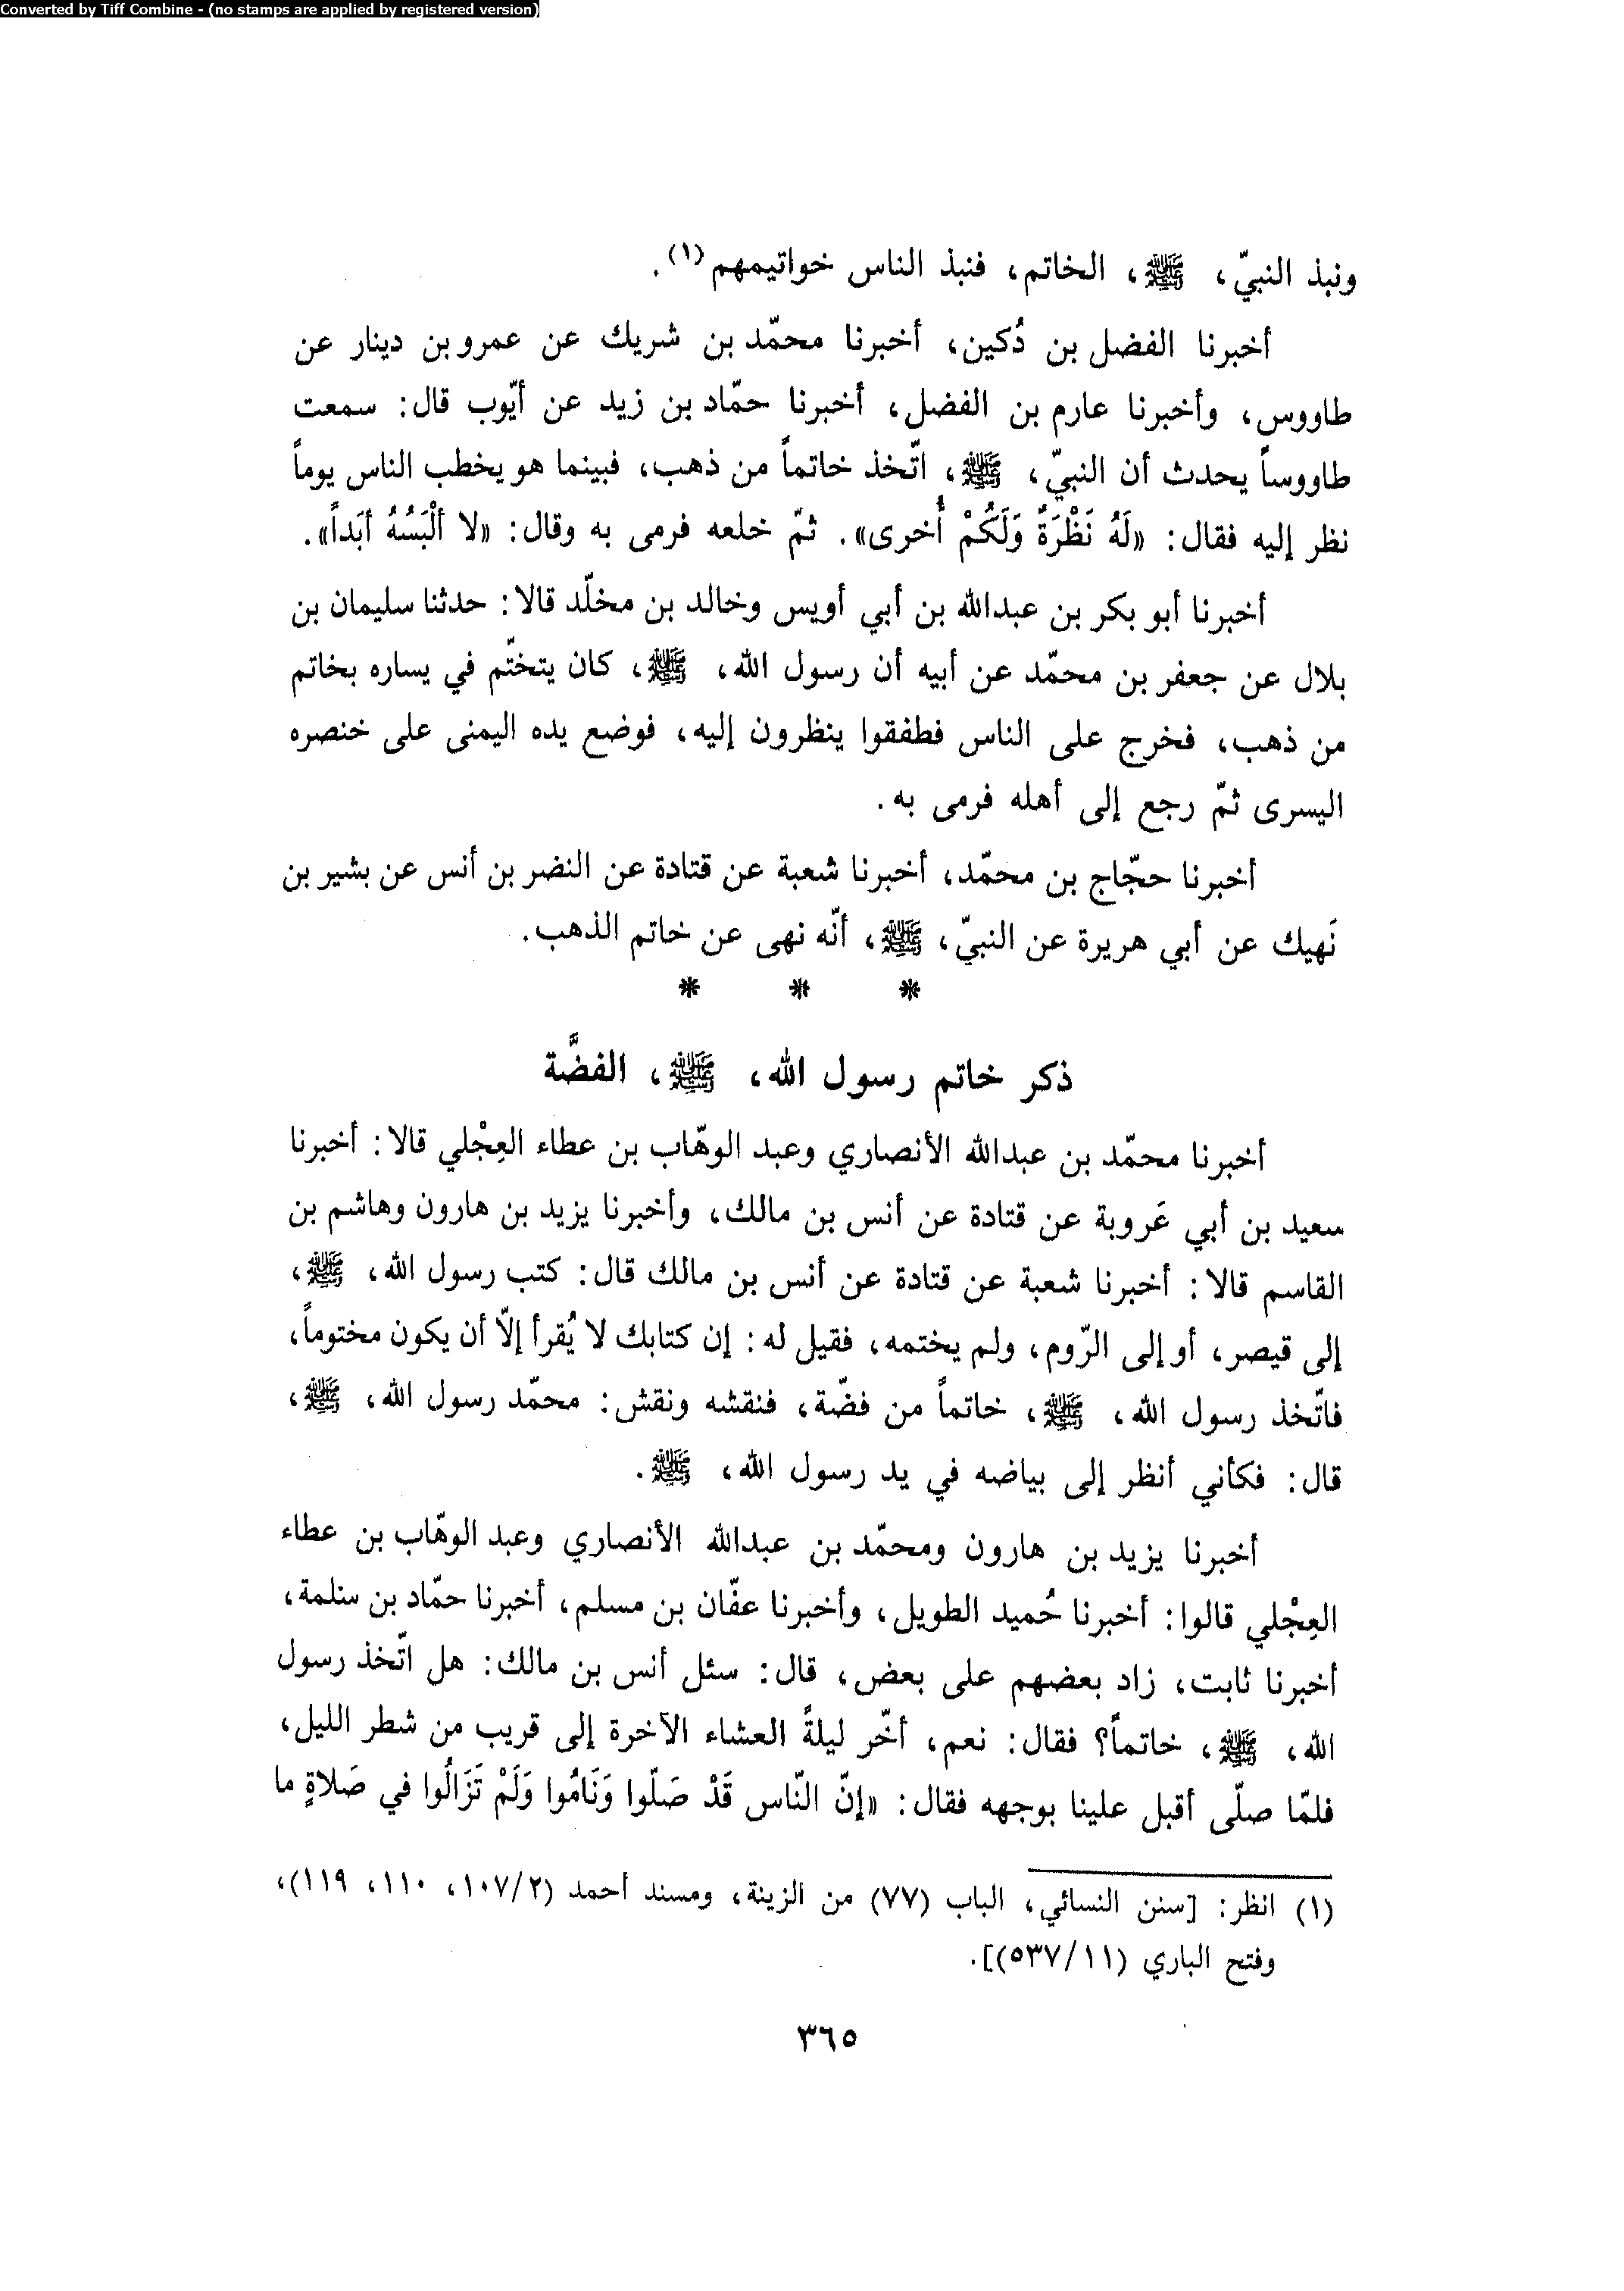 Converted by Tiff Combine - (no stamps are applied by registered version)
ونبذ النبيّ، ﷺ، الخاتم، فنبذ الناس خواتيمهم(١).
أخبرنا الفضل بن دُكين، أخبرنا محمّد بن شريك عن عمرو بن دينار عن
طاووس، وأخبرنا عارم بن الفضل، أخبرنا حمّاد بن زيد عن أيّوب قال: سمعت
طاووساً يحدث أن النبيّ، ﷺ، اتّخذ خاتماً من ذهب، فبينما هو يخطب الناس يوماً
نظر إليه فقال: «لَهُ نَظْرَةٌ وَلَكُمْ أُخرى». ثمّ خلعه فرمى به وقال: «لا ألْبَسُهُ أبَداً».
أخبرنا أبو بكر بن عبدالله بن أبي أويس وخالد بن مخلّد قالا: حدثنا سليمان بن
بلال عن جعفر بن محمّد عن أبيه أن رسول الله، ﷺ، كان يتختّم في يساره بخاتم
من ذهب، فخرج على الناس فطفقوا ينظرون إليه، فوضع يده اليمنى على خنصره
اليسرى ثمّ رجع إلى أهله فرمى به.
أخبرنا حجّاج بن محمّد، أخبرنا شعبة عن قتادة عن النضر بن أنس عن بشير بن
نَهيك عن أبي هريرة عن النبيّ، ﷺ، أنّه نهى عن خاتم الذهب.
* * *
ذكر خاتم رسول الله، ﷺ، الفضَّة
أخبرنا محمّد بن عبدالله الأنصاري وعبد الوهّاب بن عطاء العِجْلي قالا: أخبرنا
سعيد بن أبي عَروبة عن قتادة عن أنس بن مالك، وأخبرنا يزيد بن هارون وهاشم بن
القاسم قالا: أخبرنا شعبة عن قتادة عن أنس بن مالك قال: كتب رسول الله، ﷺ،
إلى قيصر، أو إلى الرّوم، ولم يختمه، فقيل له: إن كتابك لا يُقرأ إلاّ أن يكون مختوماً،
فاتّخذ رسول الله، ﷺ، خاتماً من فضّة، فنقشه ونقش: محمّد رسول الله، ﷺ،
قال: فكأني أنظر إلى بياضه في يد رسول الله، ﷺ.
أخبرنا يزيد بن هارون ومحمّد بن عبدالله الأنصاري وعبد الوهّاب بن عطاء
العِجْلي قالوا: أخبرنا حُميد الطويل، وأخبرنا عفّان بن مسلم، أخبرنا حمّاد بن سلمة،
أخبرنا ثابت، زاد بعضهم على بعض، قال: سئل أنس بن مالك: هل اتّخذ رسول
الله، ﷺ، خاتماً؟ فقال: نعم، أخّر ليلةً العشاء الآخرة إلى قريب من شطر الليل،
فلمّا صلّى أقبل علينا بوجهه فقال: «إنّ النّاس قَدْ صَلّوا وَنَامُوا وَلَمْ تَزَالُوا في صَلاةٍ ما
(١) انظر: [سنن النسائي، الباب (٧٧) من الزينة، ومسند أحمد (٢/١٠٧، ١١٠، ١١٩)،
وفتح الباري (١١/٥٣٧)].
٣٦٥